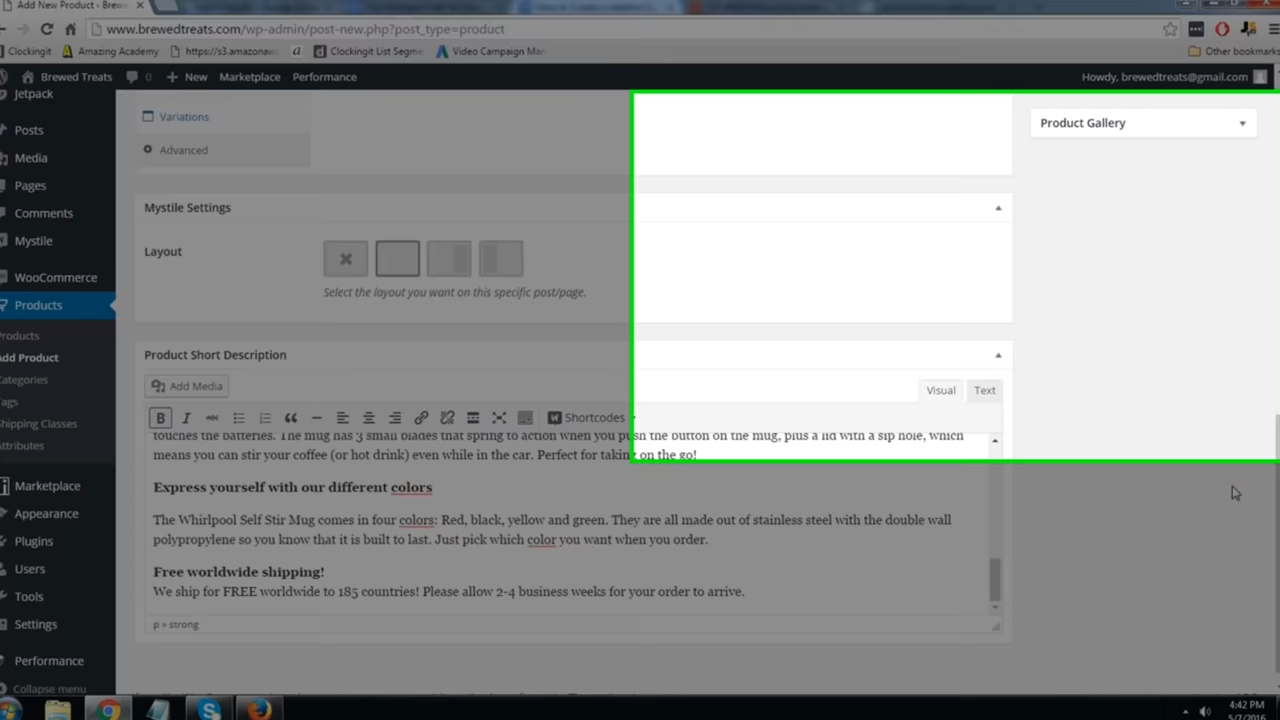 Add New Product ‹ Brewe
www.brewedtreats.com/wp-admin/post-new.php?post_type=product
Clockingit
Amazing Academy
https://s3.amazonaws
a
Clockingit List Segme
Video Campaign Man
Other bookmarks
Brewed Treats
0
New
Marketplace
Performance
Howdy, brewedtreats@gmail.com
Jetpack
Posts
Media
Pages
Comments
Mystile
WooCommerce
Products
Products
Add Product
Categories
Tags
Shipping Classes
Attributes
Marketplace
Appearance
Plugins
Users
Tools
Settings
Performance
Collapse menu
Variations
Advanced
Mystile Settings
Layout
Select the layout you want on this specific post/page.
Product Short Description
Add Media
Visual
Text
B I ABC
Shortcodes
touches the batteries. The mug has 3 small blades that spring to action when you push the button on the mug, plus a lid with a sip hole, which
means you can stir your coffee (or hot drink) even while in the car. Perfect for taking on the go!
Express yourself with our different colors
The Whirlpool Self Stir Mug comes in four colors: Red, black, yellow and green. They are all made out of stainless steel with the double wall
polypropylene so you know that it is built to last. Just pick which color you want when you order.
Free worldwide shipping!
We ship for FREE worldwide to 185 countries! Please allow 2-4 business weeks for your order to arrive.
p » strong
Product Gallery
4:42 PM
5/7/2016